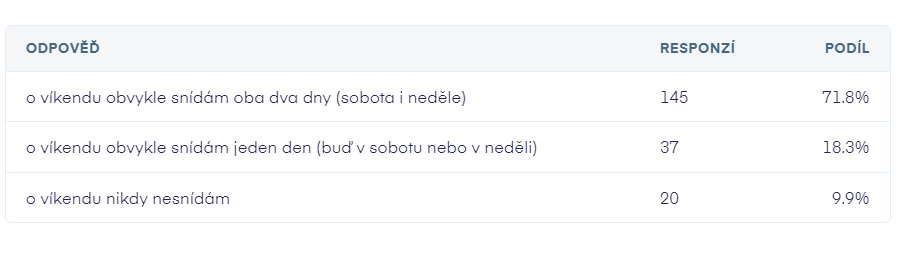 ODPOVĚĎ RESPONZÍ PODÍL
o víkendu obvykle snídám oba dva dny (sobota i neděle) 145 71.8%
o víkendu obvykle snídám jeden den (buď v sobotu nebo v neděli) 37 18.3%
o víkendu nikdy nesnídám 20 9.9%